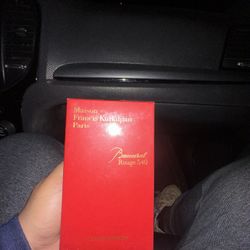 Maison
Francis Kurkdjian
Paris
Baccarat
Rouge 540